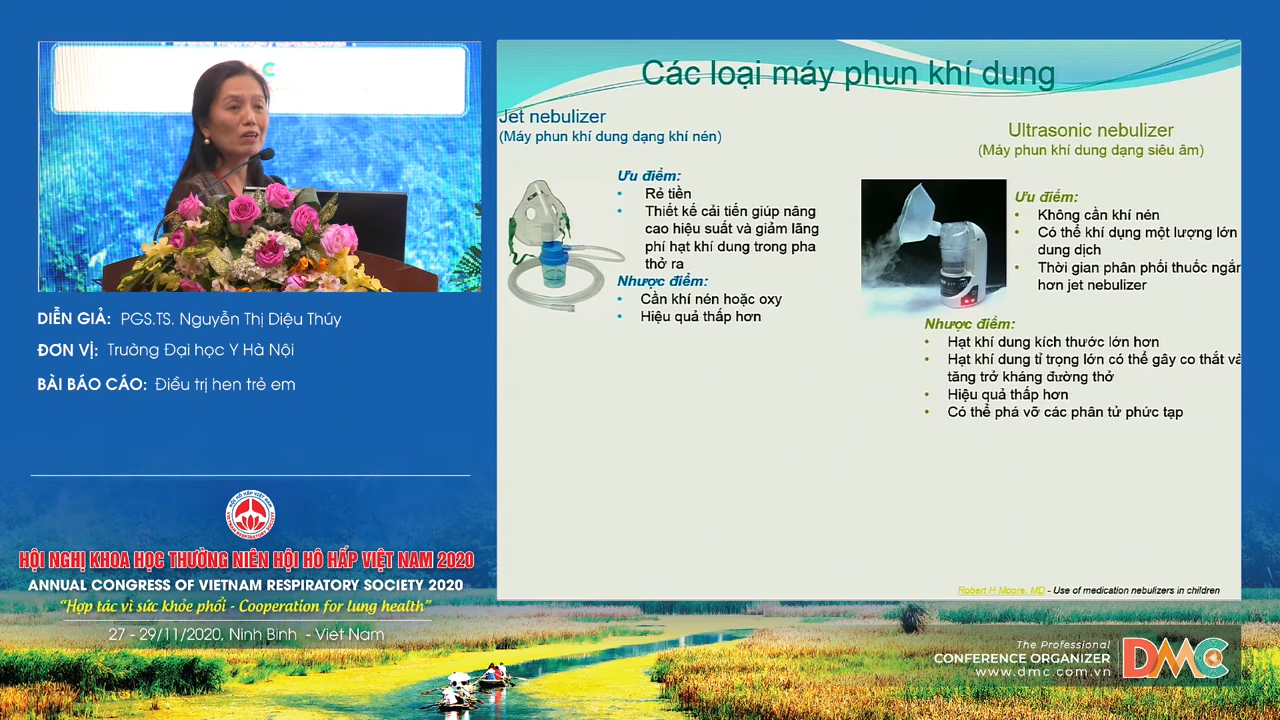 DIỄN GIẢ: PGS.TS. Nguyễn Thị Diệu Thúy
ĐƠN VỊ: Trường Đại học Y Hà Nội
BÀI BÁO CÁO: Điều trị hen trẻ em
HỘI NGHỊ KHOA HỌC THƯỜNG NIÊN HỘI HÔ HẤP VIỆT NAM 2020
ANNUAL CONGRESS OF VIETNAM RESPIRATORY SOCIETY 2020
“Hợp tác vì sức khỏe phổi - Cooperation for lung health”
27 - 29/11/2020, Ninh Bình - Việt Nam
Các loại máy phun khí dung
Jet nebulizer
(Máy phun khí dung dạng khí nén)
Ưu điểm:
• Rẻ tiền
• Thiết kế cải tiến giúp nâng
cao hiệu suất và giảm lãng
phí hạt khí dung trong pha
thở ra
Nhược điểm:
• Cần khí nén hoặc oxy
• Hiệu quả thấp hơn
Ultrasonic nebulizer
(Máy phun khí dung dạng siêu âm)
Ưu điểm:
• Không cần khí nén
• Có thể khí dụng một lượng lớn
dung dịch
• Thời gian phân phối thuốc ngắn
hơn jet nebulizer
Nhược điểm:
• Hạt khí dung kích thước lớn hơn
• Hạt khí dung tỉ trọng lớn có thể gây co thắt và
tăng trở kháng đường thở
• Hiệu quả thấp hơn
• Có thể phá vỡ các phân tử phức tạp
Robert H Moore, MD - Use of medication nebulizers in children
The Professional
CONFERENCE ORGANIZER
www.dmc.com.vn
DMC